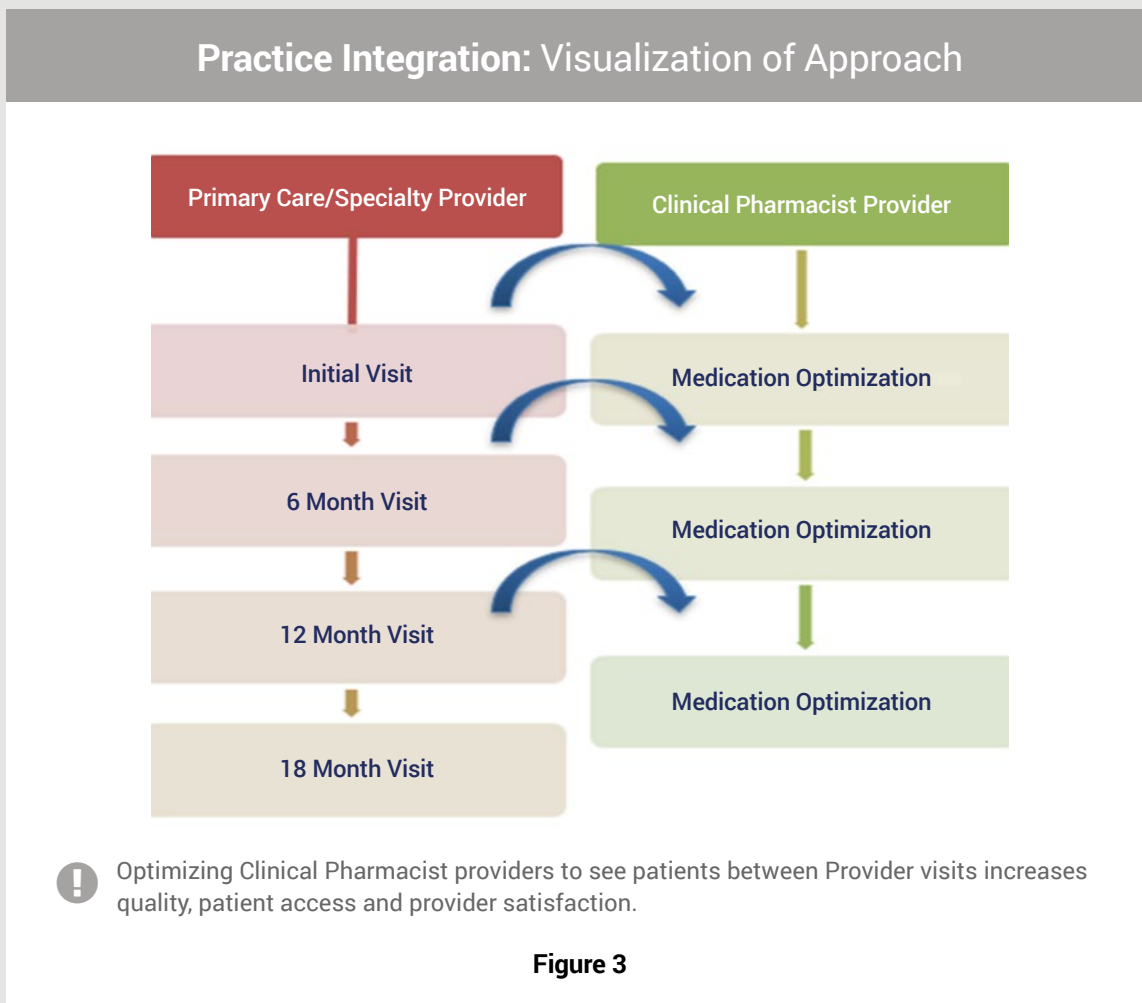 Practice Integration: Visualization of Approach
Primary Care/Specialty Provider
Clinical Pharmacist Provider
Initial Visit
Medication Optimization
6 Month Visit
Medication Optimization
12 Month Visit
Medication Optimization
18 Month Visit
Optimizing Clinical Pharmacist providers to see patients between Provider visits increases
quality, patient access and provider satisfaction.
Figure 3